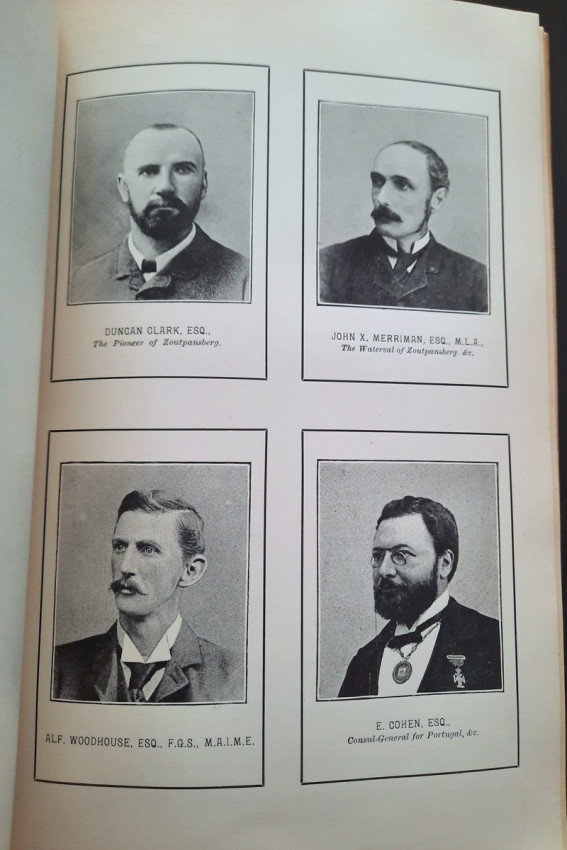 DUNCAN CLARK, ESQ.,
The Pioneer of Zoutpansberg.
JOHN X. MERRIMAN, ESQ., M.L.A.,
The Waterval of Zoutpansberg. &c.
ALF. WOODHOUSE, ESQ., F.G.S., M.A.I.M.E.
E. COHEN, ESQ.,
Consul-General for Portugal, &c.